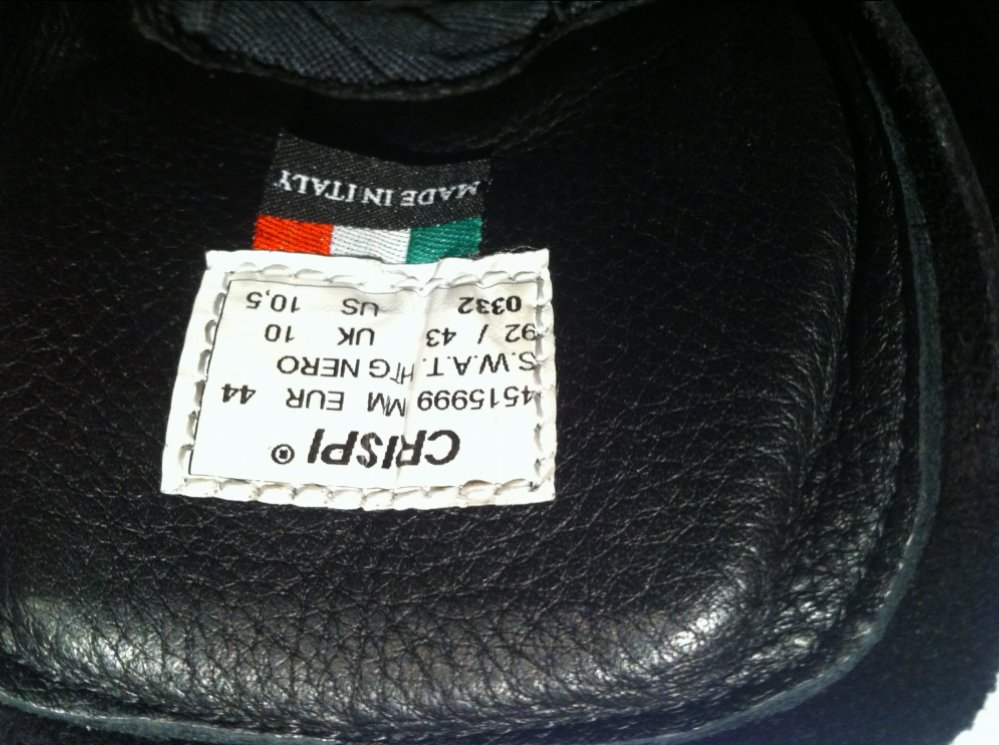 CRISPI ®
4515999 MM EUR 44
S.W.A.T. HTG NERO
92 / 43 UK 10
0332 US 10,5
MADE IN ITALY